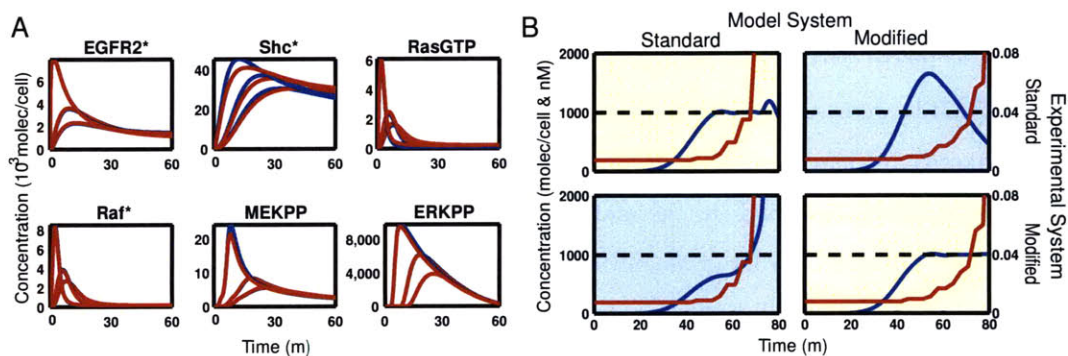 A
EGFR2*
Shc*
RasGTP
6
4
2
0
0 30 60
40
20
0
0 30 60
6
4
2
0
0 30 60
Concentration (10³molec/cell)
Raf*
MEKPP
ERKPP
8
6
4
2
0
0 30 60
20
10
0
0 30 60
8,000
4,000
0
0 30 60
Time (m)
B
Model System
Standard
Modified
2000
1000
0
0.08
0.04
0
Standard
2000
1000
0
0 20 40 60
0.08
0.04
0
0 20 40 60 80
Modified
Concentration (molec/cell & nM)
Experimental System
Time (m)